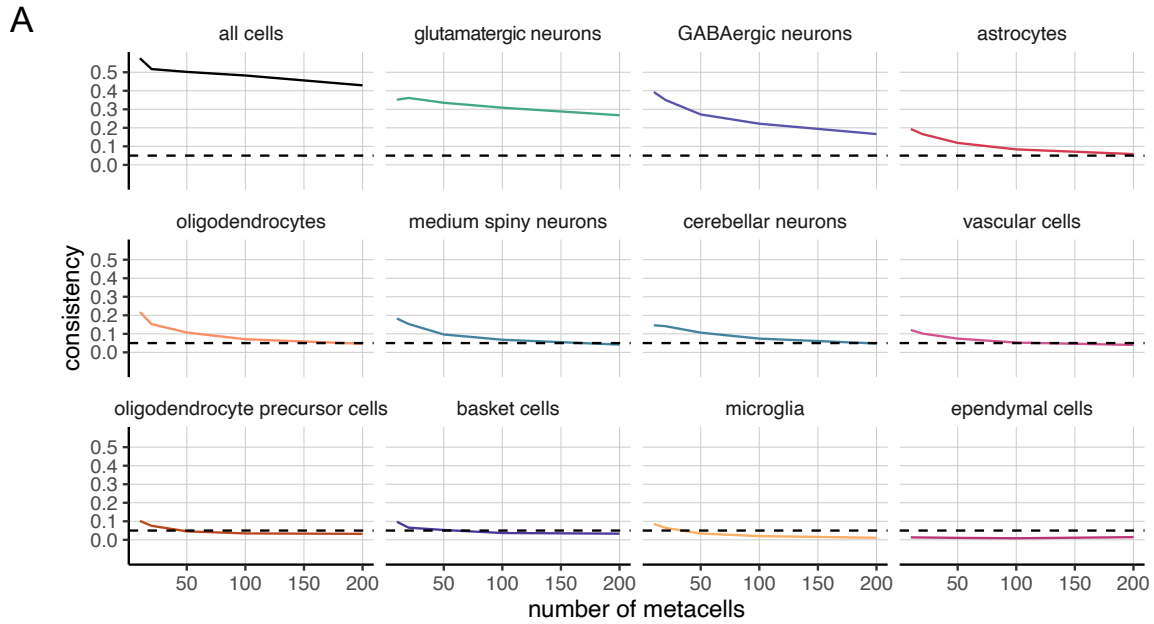 A
all cells
glutamatergic neurons
GABAergic neurons
astrocytes
0.5
0.4
0.3
0.2
0.1
0.0
oligodendrocytes
medium spiny neurons
cerebellar neurons
vascular cells
0.5
0.4
0.3
0.2
0.1
0.0
consistency
oligodendrocyte precursor cells
basket cells
microglia
ependymal cells
0.5
0.4
0.3
0.2
0.1
0.0
50 100 150 200
50 100 150 200
50 100 150 200
50 100 150 200
number of metacells